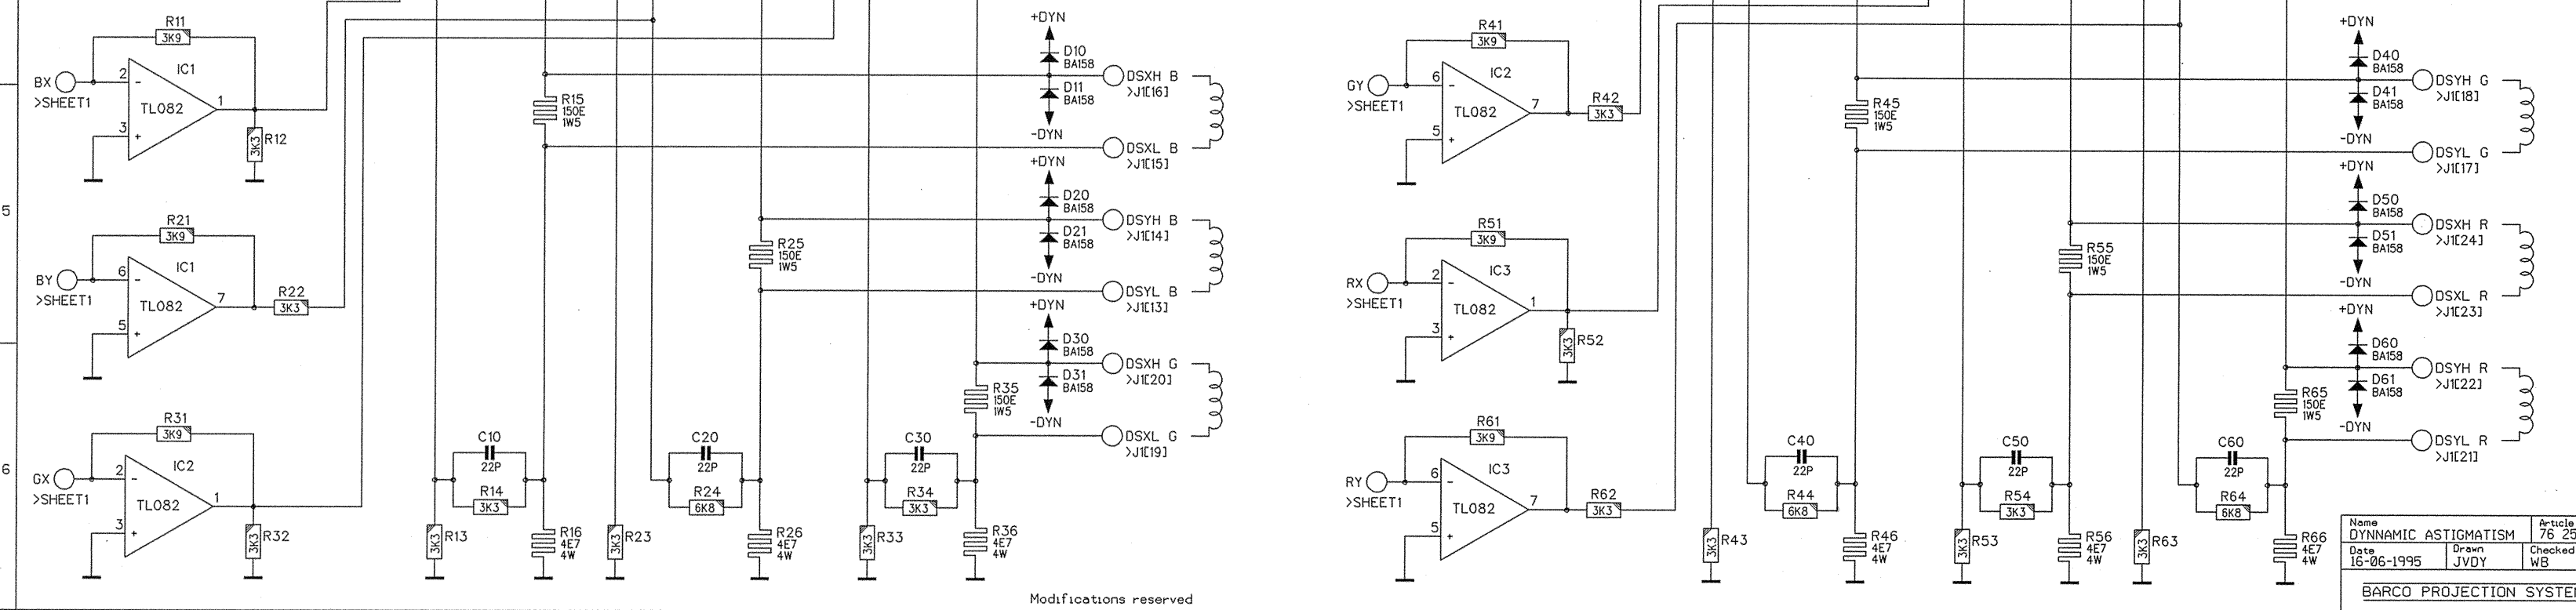 R11
3K9
BX
>SHEET1
2
-
IC1
TL082
1
3
+
3K3
R12
5
R21
3K9
BY
>SHEET1
6
-
IC1
TL082
7
5
+
R22
3K3
6
R31
3K9
GX
>SHEET1
2
-
IC2
TL082
1
3
+
3K3
R32
3K3
R13
C10
22P
R14
3K3
R15
150E
1W5
R16
4E7
4W
3K3
R23
C20
22P
R24
6K8
R25
150E
1W5
R26
4E7
4W
3K3
R33
C30
22P
R34
3K3
R35
150E
1W5
R36
4E7
4W
+DYN
D10
BA158
D11
BA158
-DYN
DSXH B
>J1[16]
DSXL B
>J1[15]
+DYN
D20
BA158
D21
BA158
-DYN
DSYH B
>J1[14]
DSYL B
>J1[13]
+DYN
D30
BA158
D31
BA158
-DYN
DSXH G
>J1[20]
DSXL G
>J1[19]
Modifications reserved
R41
3K9
GY
>SHEET1
6
-
IC2
TL082
7
5
+
R42
3K3
R51
3K9
RX
>SHEET1
2
-
IC3
TL082
1
3
+
3K3
R52
R61
3K9
RY
>SHEET1
6
-
IC3
TL082
7
5
+
R62
3K3
3K3
R43
C40
22P
R44
6K8
R45
150E
1W5
R46
4E7
4W
3K3
R53
C50
22P
R54
3K3
R55
150E
1W5
R56
4E7
4W
3K3
R63
C60
22P
R64
6K8
R65
150E
1W5
R66
4E7
4W
+DYN
D40
BA158
D41
BA158
-DYN
DSYH G
>J1[18]
DSYL G
>J1[17]
+DYN
D50
BA158
D51
BA158
-DYN
DSXH R
>J1[24]
DSXL R
>J1[23]
+DYN
D60
BA158
D61
BA158
-DYN
DSYH R
>J1[22]
DSYL R
>J1[21]
Name
DYNNAMIC ASTIGMATISM
Article
76 25
Date
16-06-1995
Drawn
JVDY
Checked
WB
BARCO PROJECTION SYSTE